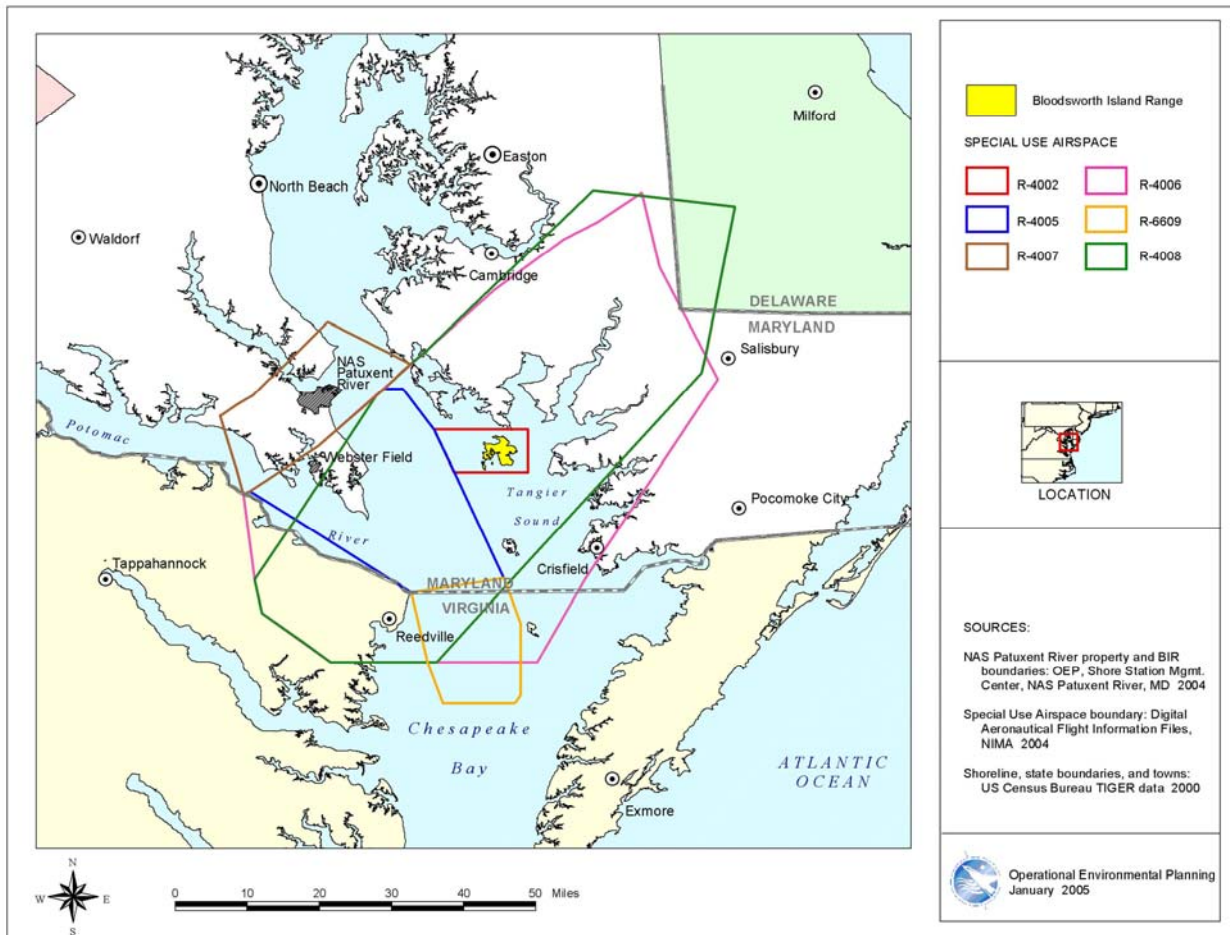 Milford
Easton
North Beach
Waldorf
Cambridge
DELAWARE
MARYLAND
Salisbury
NAS
Patuxent
River
Potomac
Webster Field
Tangier
Sound
Pocomoke City
River
Crisfield
Tappahannock
MARYLAND
VIRGINIA
Reedville
Chesapeake
Bay
ATLANTIC
OCEAN
Exmore
N
W
E
S
0 10 20 30 40 50 Miles
Bloodsworth Island Range
SPECIAL USE AIRSPACE
R-4002
R-4006
R-4005
R-6609
R-4007
R-4008
LOCATION
SOURCES:
NAS Patuxent River property and BIR
boundaries: OEP, Shore Station Mgmt.
Center, NAS Patuxent River, MD 2004
Special Use Airspace boundary: Digital
Aeronautical Flight Information Files,
NIMA 2004
Shoreline, state boundaries, and towns:
US Census Bureau TIGER data 2000
Operational Environmental Planning
January 2005